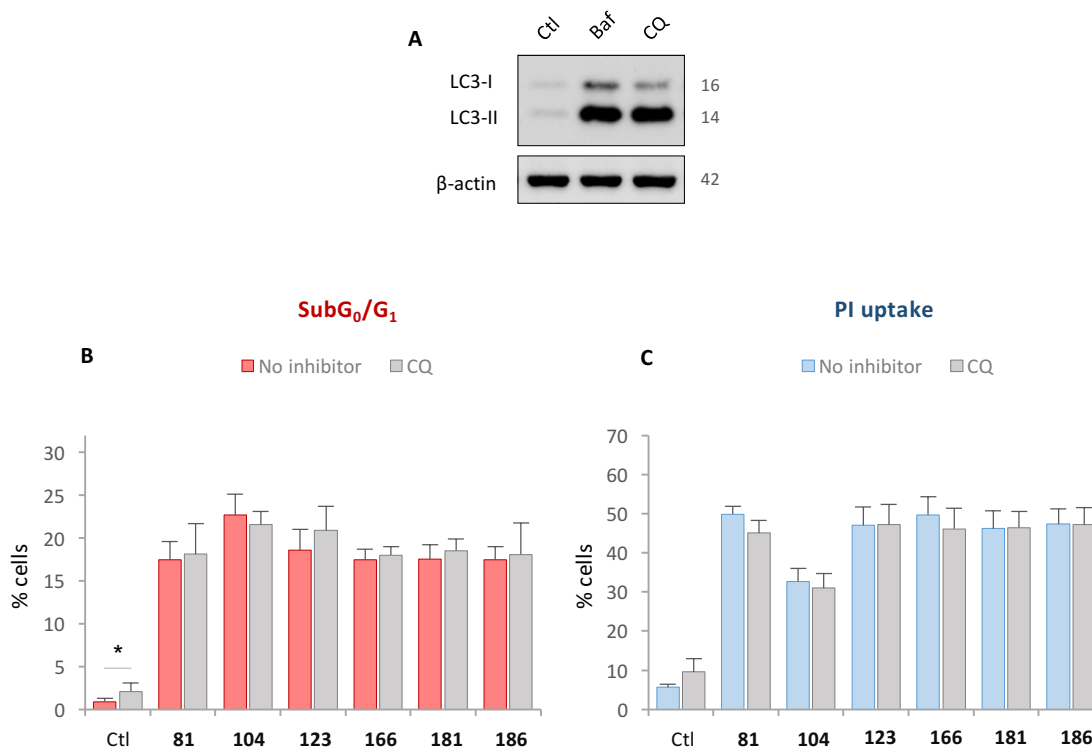 A
Ctl Baf CQ
LC3-I 16
LC3-II 14
β-actin 42
SubG₀/G₁
B
No inhibitor CQ
% cells
30
25
20
15
10
5
0
*
Ctl 81 104 123 166 181 186
PI uptake
C
No inhibitor CQ
% cells
70
60
50
40
30
20
10
0
Ctl 81 104 123 166 181 186